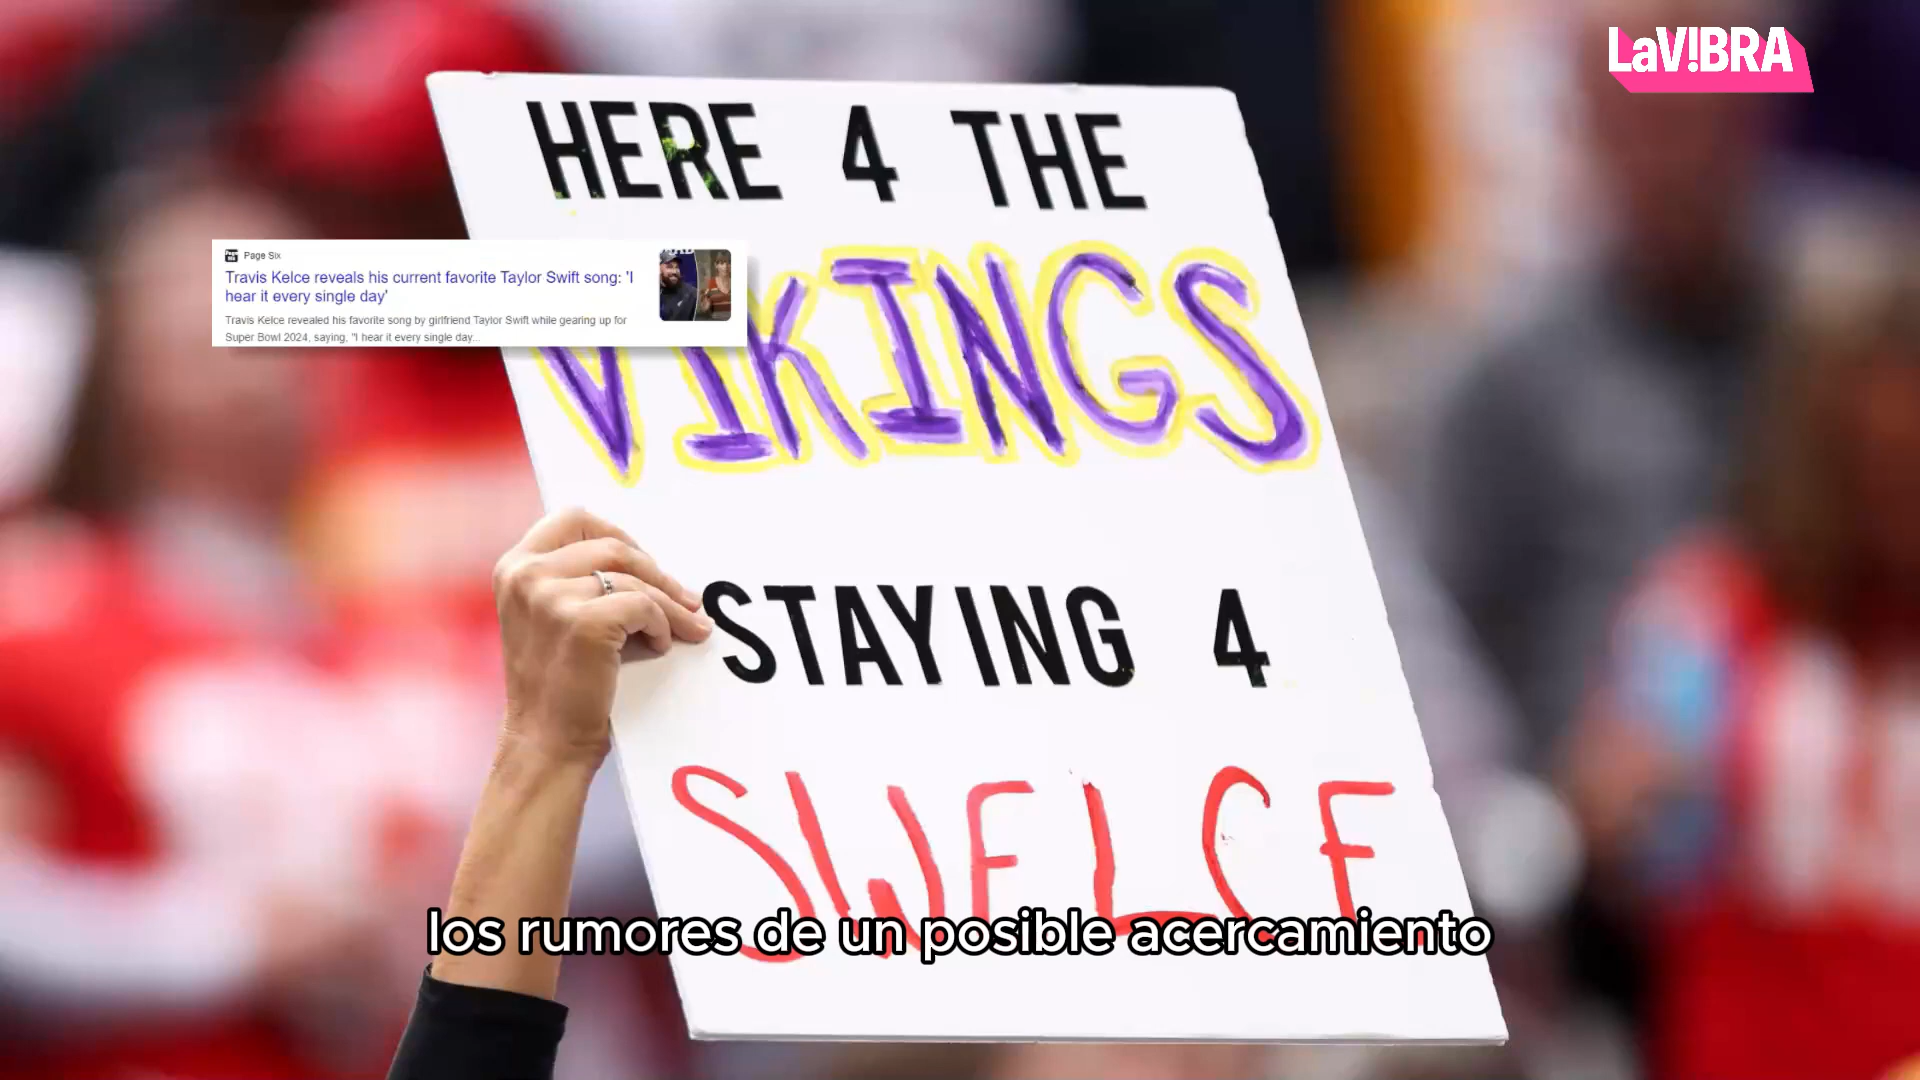 LaV!BRA
HERE 4 THE
Page Six
Travis Kelce reveals his current favorite Taylor Swift song: 'I
hear it every single day'
Travis Kelce revealed his favorite song by girlfriend Taylor Swift while gearing up for
Super Bowl 2024, saying, "I hear it every single day...
VIKINGS
STAYING 4
SWELCE
los rumores de un posible acercamiento